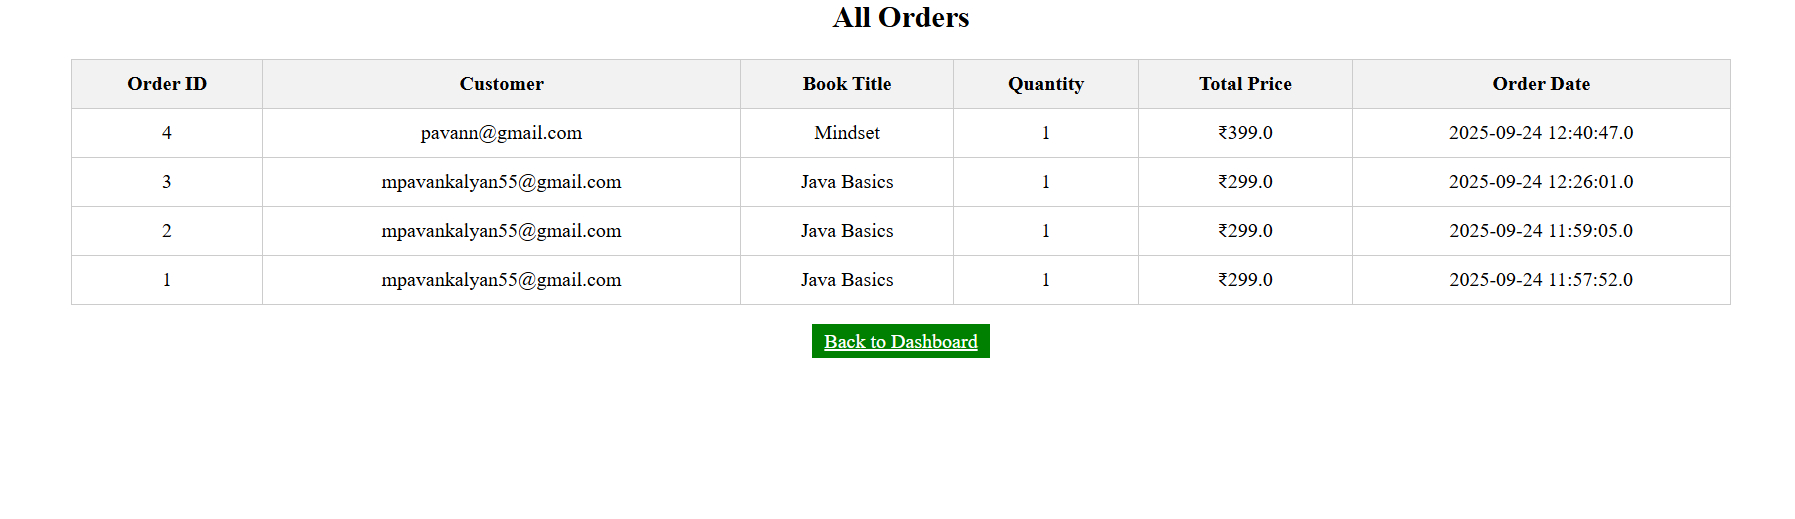 All Orders
Order ID Customer Book Title Quantity Total Price Order Date
4 pavann@gmail.com Mindset 1 ₹399.0 2025-09-24 12:40:47.0
3 mpavankalyan55@gmail.com Java Basics 1 ₹299.0 2025-09-24 12:26:01.0
2 mpavankalyan55@gmail.com Java Basics 1 ₹299.0 2025-09-24 11:59:05.0
1 mpavankalyan55@gmail.com Java Basics 1 ₹299.0 2025-09-24 11:57:52.0
Back to Dashboard